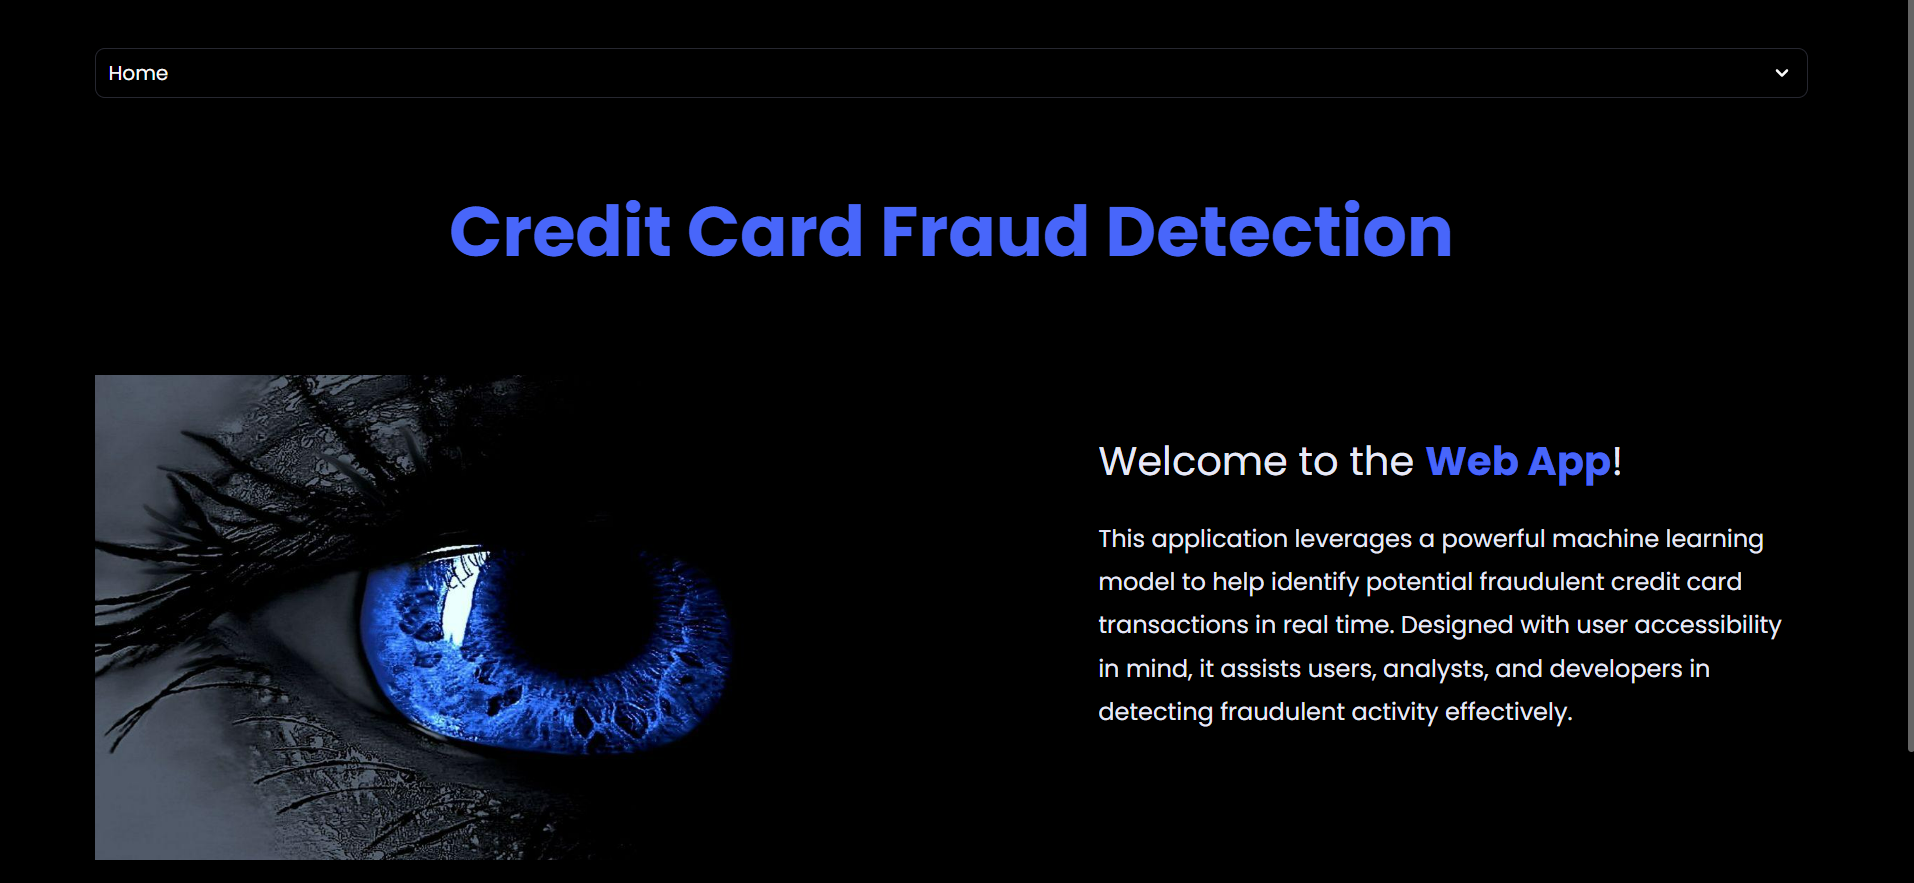 Home
Credit Card Fraud Detection
Welcome to the Web App!
This application leverages a powerful machine learning
model to help identify potential fraudulent credit card
transactions in real time. Designed with user accessibility
in mind, it assists users, analysts, and developers in
detecting fraudulent activity effectively.